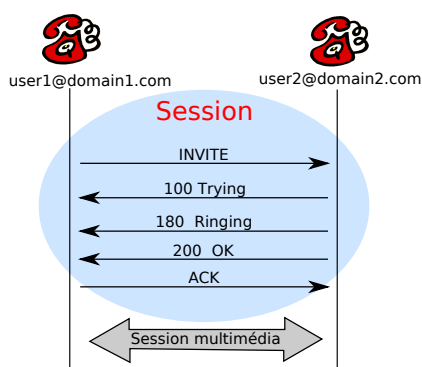 user1@domain1.com
user2@domain2.com
Session
INVITE
100 Trying
180 Ringing
200 OK
ACK
Session multimédia